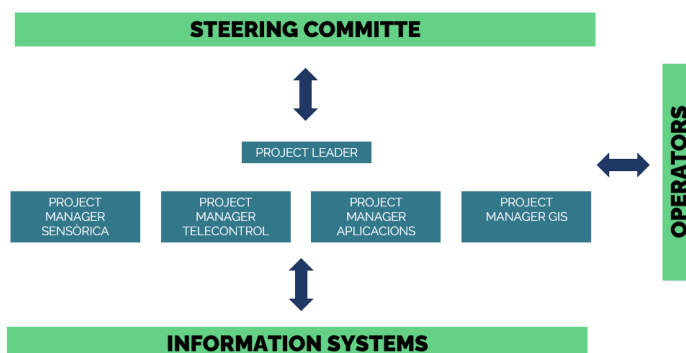 STEERING COMMITTE
PROJECT LEADER
PROJECT
MANAGER
SENSÒRICA
PROJECT
MANAGER
TELECONTROL
PROJECT
MANAGER
APLICACIONS
PROJECT
MANAGER GIS
OPERATORS
INFORMATION SYSTEMS